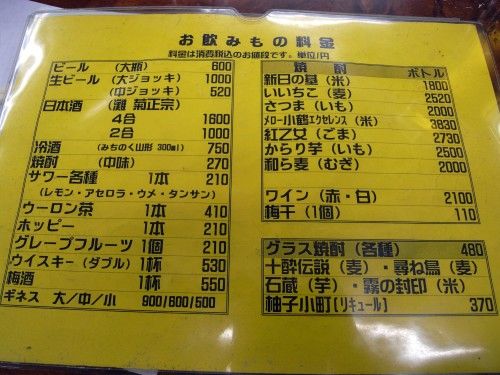 お飲みもの料金
料金は消費税込のお値段です。単位/円
ビール （大瓶） 600
生ビール （大ジョッキ） 1000
（中ジョッキ） 520
日本酒 （灘 菊正宗）
4合 1600
2合 1000
冷酒 （みちのく山形 300ml） 750
焼酎 （中味） 270
サワー各種 1本 210
（レモン・アセロラ・ウメ・タンサン）
ウーロン茶 1本 410
ホッピー 1本 210
グレープフルーツ 1個 210
ウイスキー（ダブル） 1杯 530
梅酒 1杯 550
ギネス 大／中／小 900/600/500
焼 酎 ボトル
新日の基（米） 1800
いいちこ（麦） 2520
さつま（いも） 2000
メロー小鶴エクセレンス（米） 3630
紅乙女（ごま） 2730
からり芋（いも） 2500
和ら麦（むぎ） 2000
ワイン（赤・白） 2100
梅干（1個） 110
グラス焼酎（各種） 480
十酔伝説（麦）・尋ね鳥（麦）
石蔵（芋）・霧の封印（米）
柚子小町[リキュール] 370